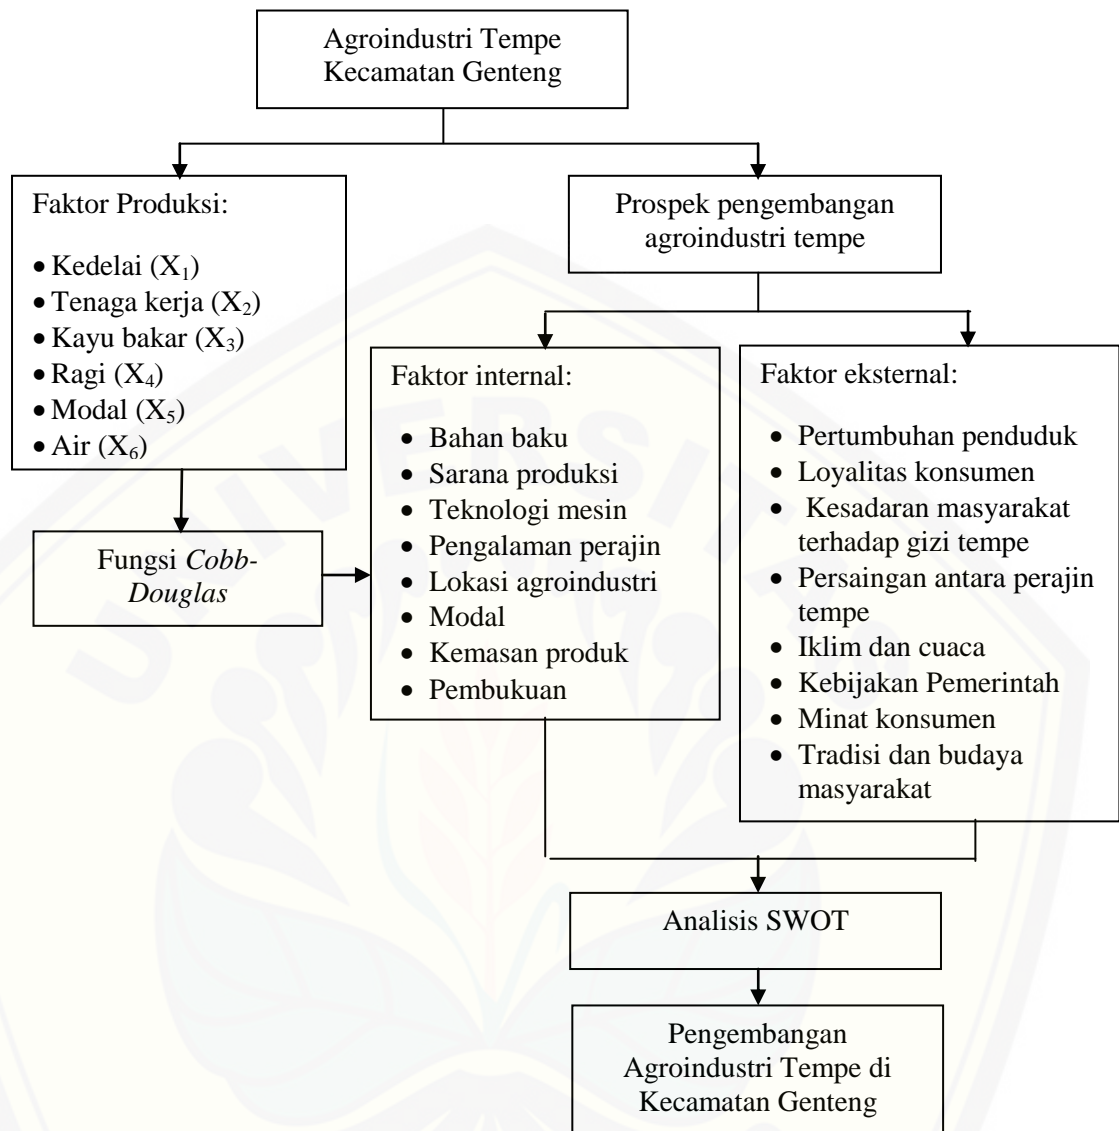 Agroindustri Tempe
Kecamatan Genteng
Faktor Produksi:
• Kedelai (X₁)
• Tenaga kerja (X₂)
• Kayu bakar (X₃)
• Ragi (X₄)
• Modal (X₅)
• Air (X₆)
Prospek pengembangan
agroindustri tempe
Fungsi Cobb-
Douglas
Faktor internal:
• Bahan baku
• Sarana produksi
• Teknologi mesin
• Pengalaman perajin
• Lokasi agroindustri
• Modal
• Kemasan produk
• Pembukuan
Faktor eksternal:
• Pertumbuhan penduduk
• Loyalitas konsumen
• Kesadaran masyarakat
terhadap gizi tempe
• Persaingan antara perajin
tempe
• Iklim dan cuaca
• Kebijakan Pemerintah
• Minat konsumen
• Tradisi dan budaya
masyarakat
Analisis SWOT
Pengembangan
Agroindustri Tempe di
Kecamatan Genteng
UNIVERSITAS